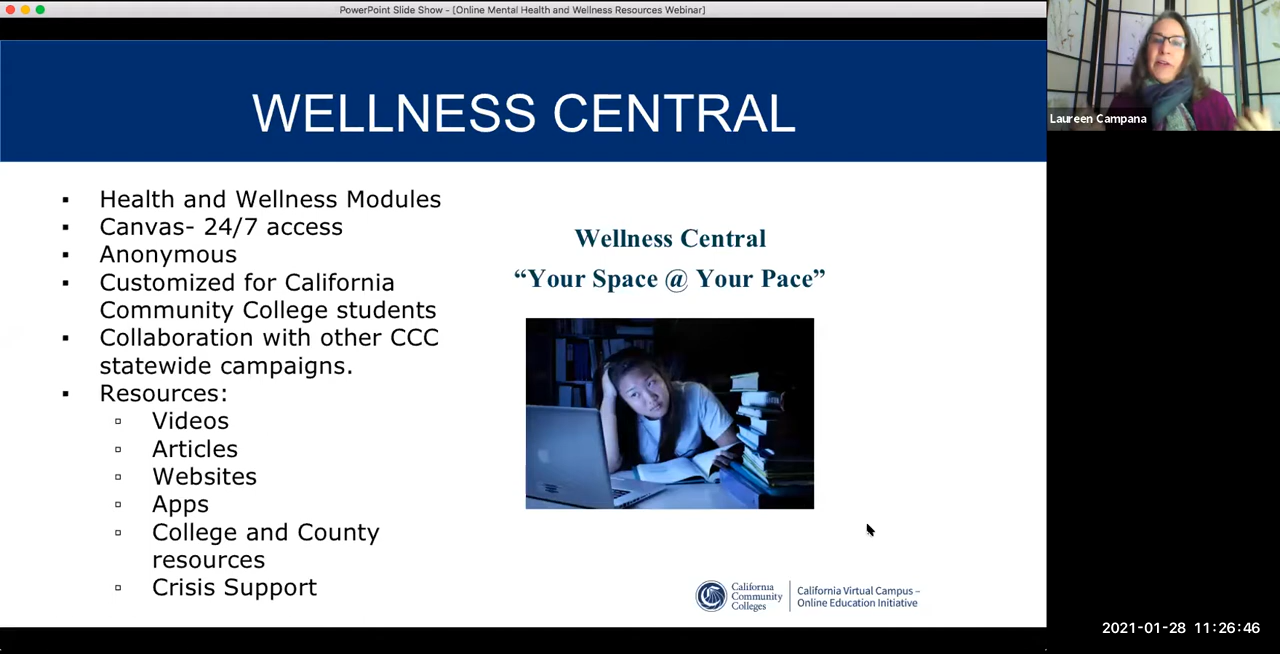 PowerPoint Slide Show - [Online Mental Health and Wellness Resources Webinar]
WELLNESS CENTRAL
▪ Health and Wellness Modules
▪ Canvas- 24/7 access
▪ Anonymous
▪ Customized for California
Community College students
▪ Collaboration with other CCC
statewide campaigns.
▪ Resources:
▫ Videos
▫ Articles
▫ Websites
▫ Apps
▫ College and County
resources
▫ Crisis Support
Wellness Central
“Your Space @ Your Pace”
California
Community
Colleges
California Virtual Campus –
Online Education Initiative
Laureen Campana
2021-01-28 11:26:46